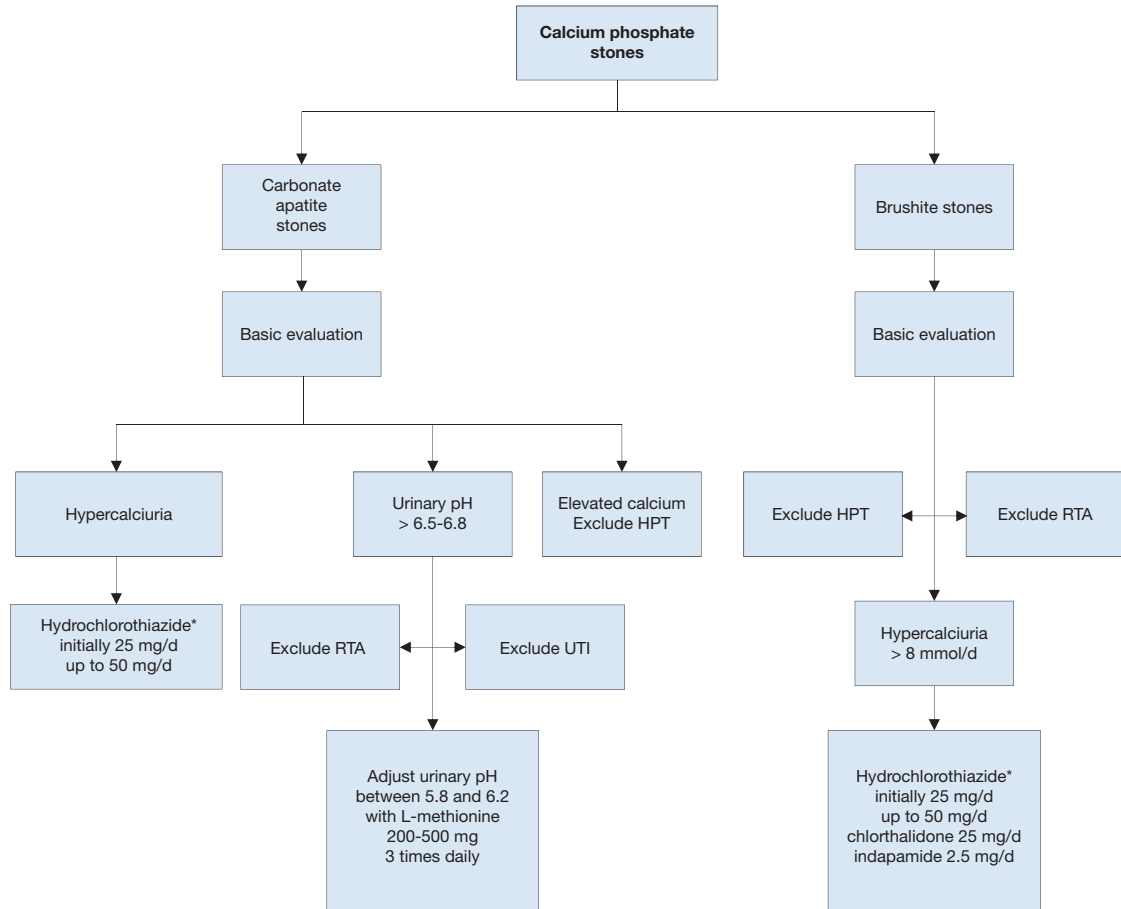 Calcium phosphate
stones
Carbonate
apatite
stones
Brushite stones
Basic evaluation
Basic evaluation
Hypercalciuria
Urinary pH
> 6.5-6.8
Elevated calcium
Exclude HPT
Exclude HPT
Exclude RTA
Hydrochlorothiazide*
initially 25 mg/d
up to 50 mg/d
Exclude RTA
Exclude UTI
Hypercalciuria
> 8 mmol/d
Adjust urinary pH
between 5.8 and 6.2
with L-methionine
200-500 mg
3 times daily
Hydrochlorothiazide*
initially 25 mg/d
up to 50 mg/d
chlorthalidone 25 mg/d
indapamide 2.5 mg/d